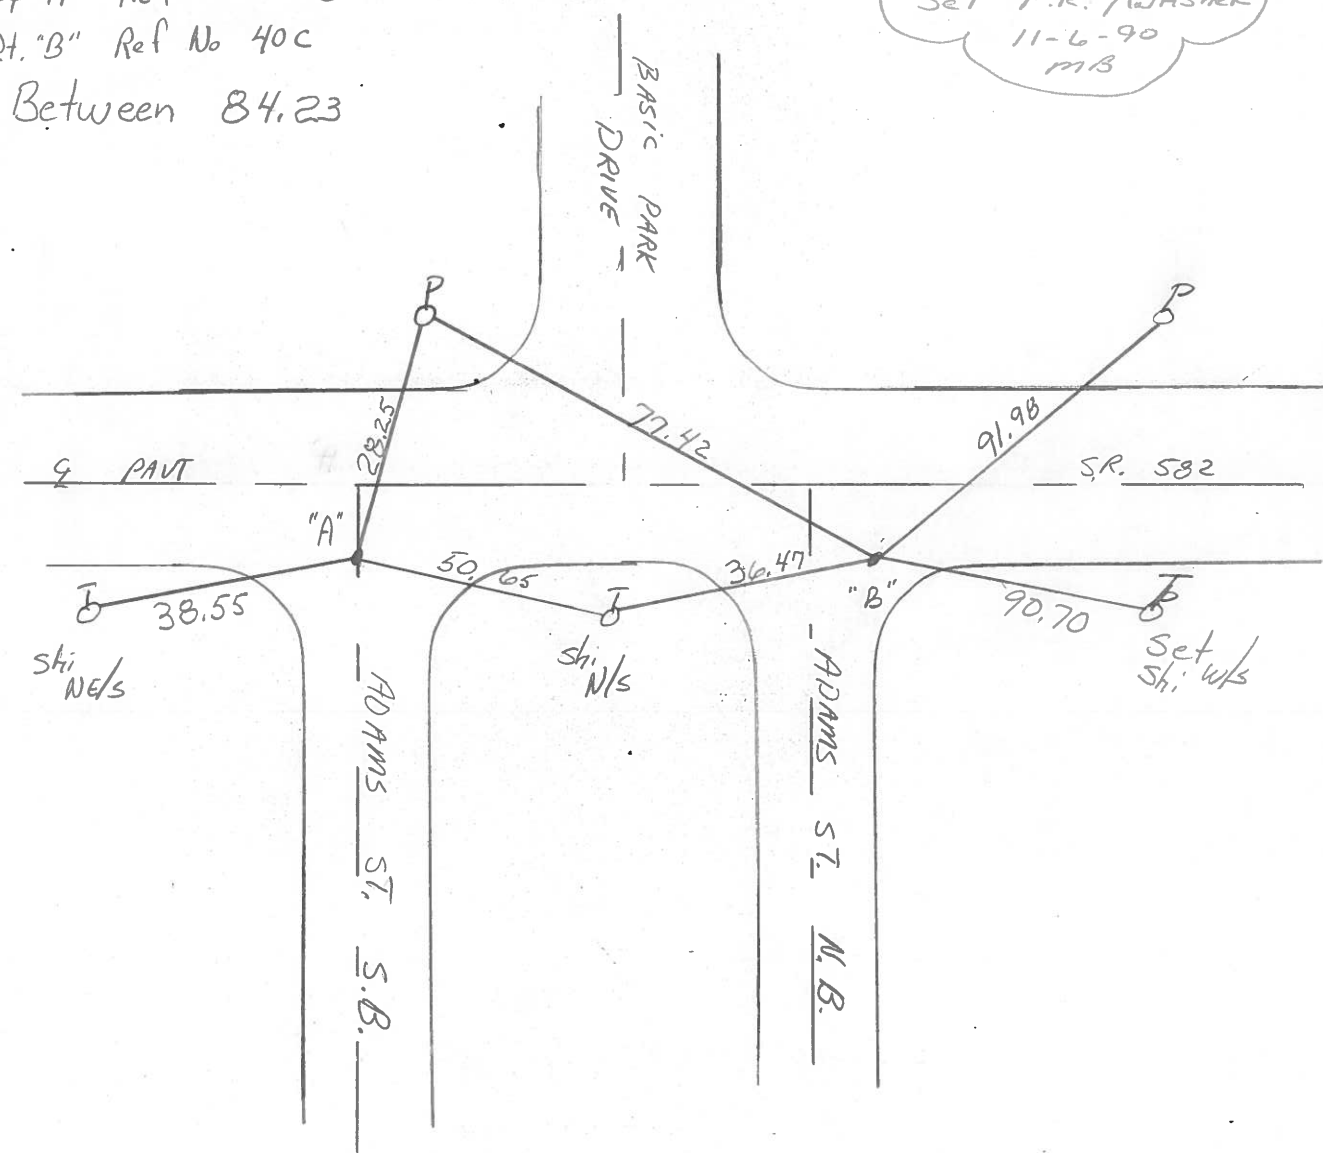 Pt. "B" Ref No 40C
Between 84.23
11-6-90
MB
BASIC PARK
DRIVE
P
P
28.25
77.42
91.98
℄ PAVT
S.R. 582
"A"
50.65
36.47
"B"
38.55
90.70
shi
NE/S
shi
N/S
Set
Shi W/S
ADAMS ST. S.B.
ADAMS ST. N.B.